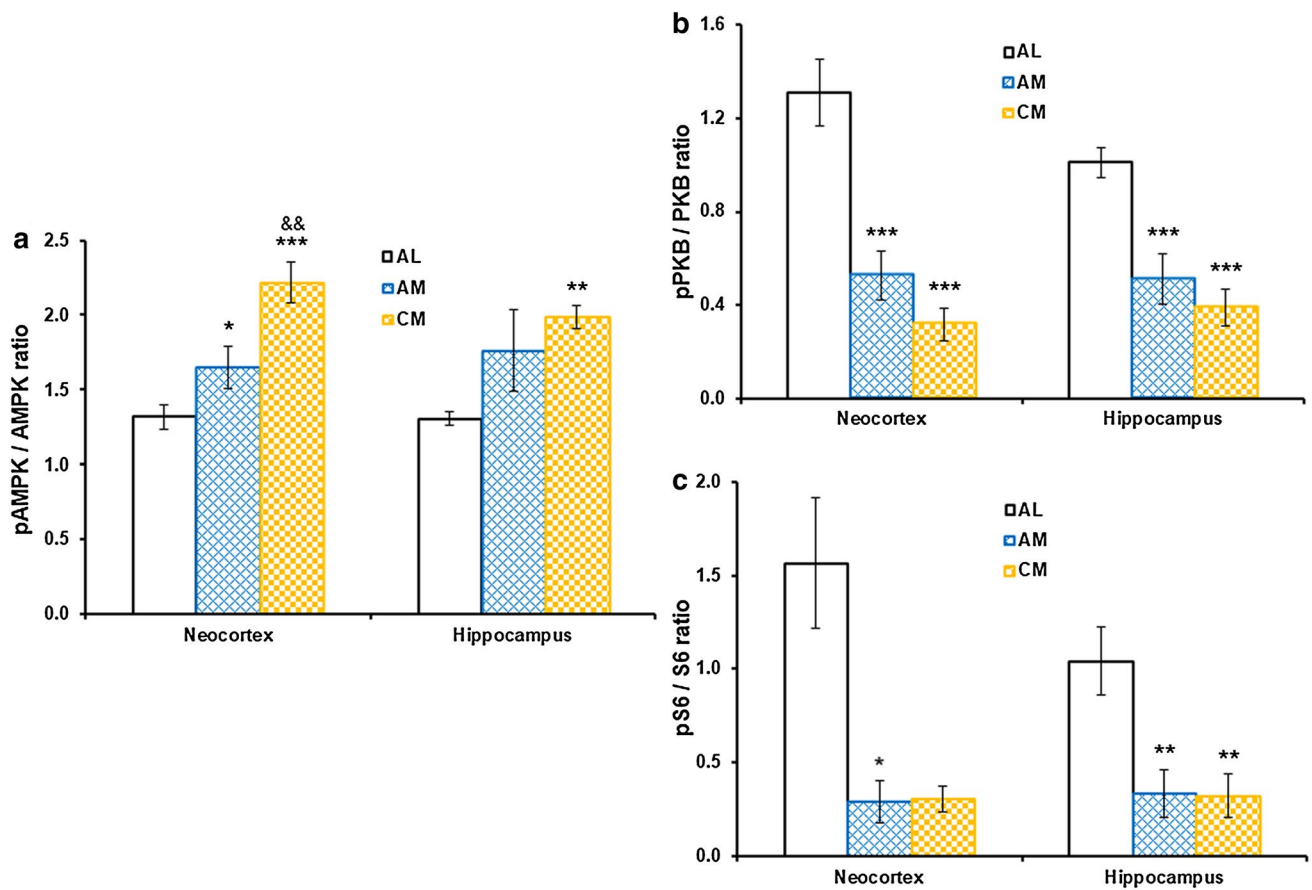 a
pAMPK / AMPK ratio
2.5
2.0
1.5
1.0
0.5
0.0
AL
AM
CM
*
&&
***
**
Neocortex
Hippocampus
b
pPKB / PKB ratio
1.6
1.2
0.8
0.4
0.0
AL
AM
CM
***
***
***
***
Neocortex
Hippocampus
c
pS6 / S6 ratio
2.0
1.5
1.0
0.5
0.0
AL
AM
CM
*
**
**
Neocortex
Hippocampus